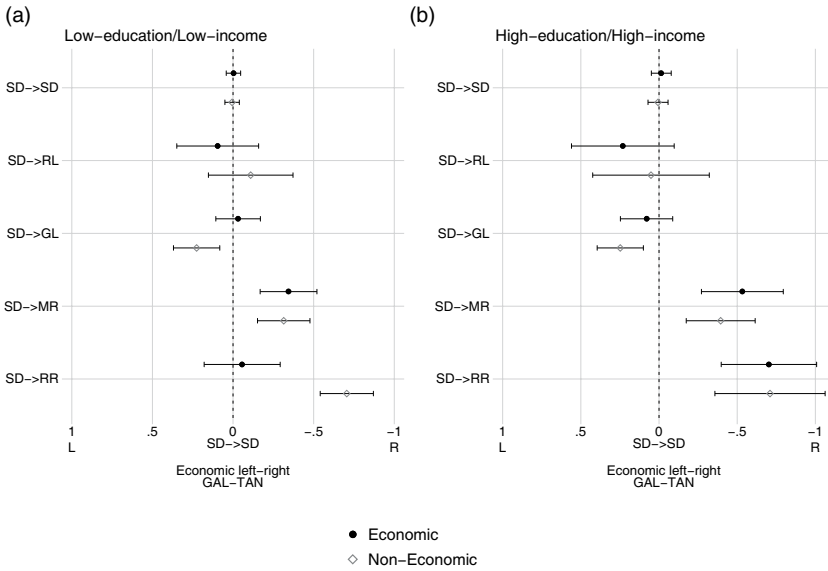 (a)
Low−education/Low−income
SD−>SD
SD−>RL
SD−>GL
SD−>MR
SD−>RR
1 .5 0 −.5 −1
L SD−>SD R
Economic left−right
GAL−TAN
(b)
High−education/High−income
SD−>SD
SD−>RL
SD−>GL
SD−>MR
SD−>RR
1 .5 0 −.5 −1
L SD−>SD R
Economic left−right
GAL−TAN
Economic
Non−Economic